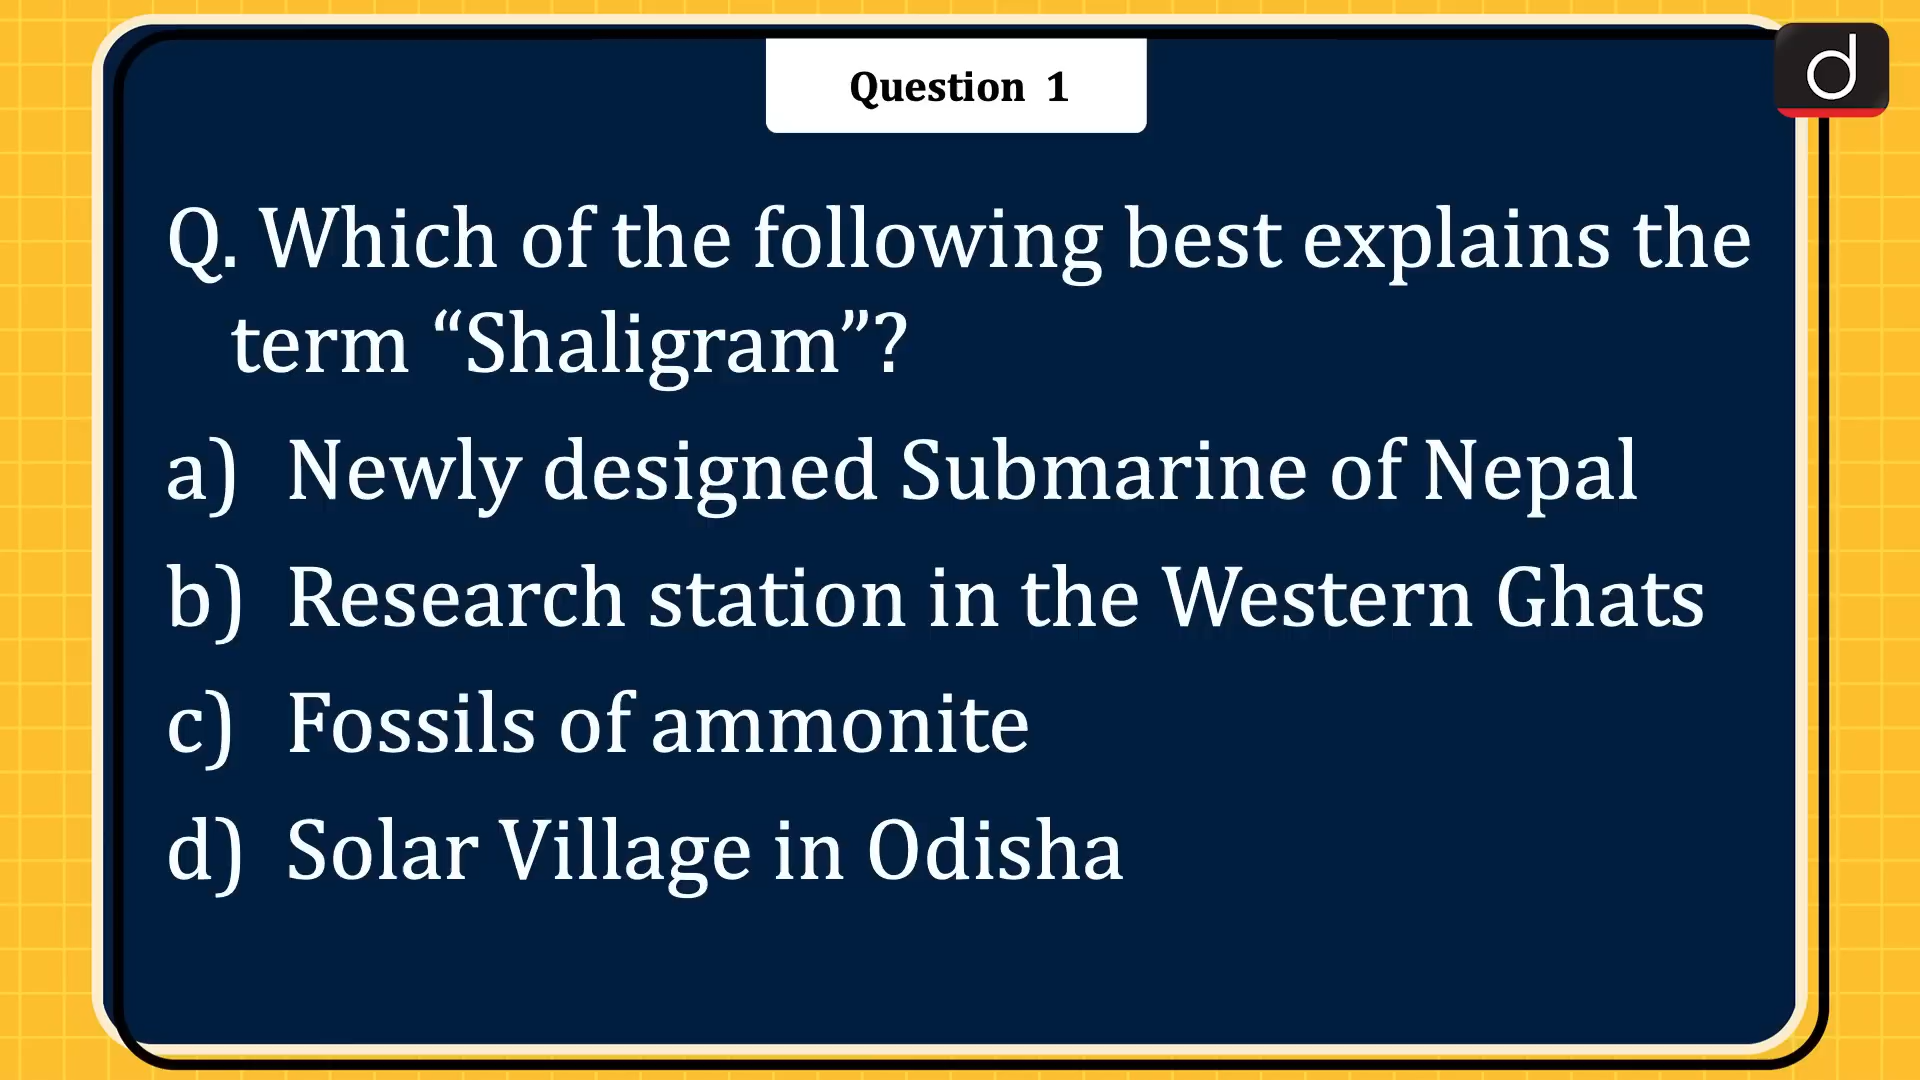 Question 1
Q. Which of the following best explains the
term “Shaligram”?
a) Newly designed Submarine of Nepal
b) Research station in the Western Ghats
c) Fossils of ammonite
d) Solar Village in Odisha
d